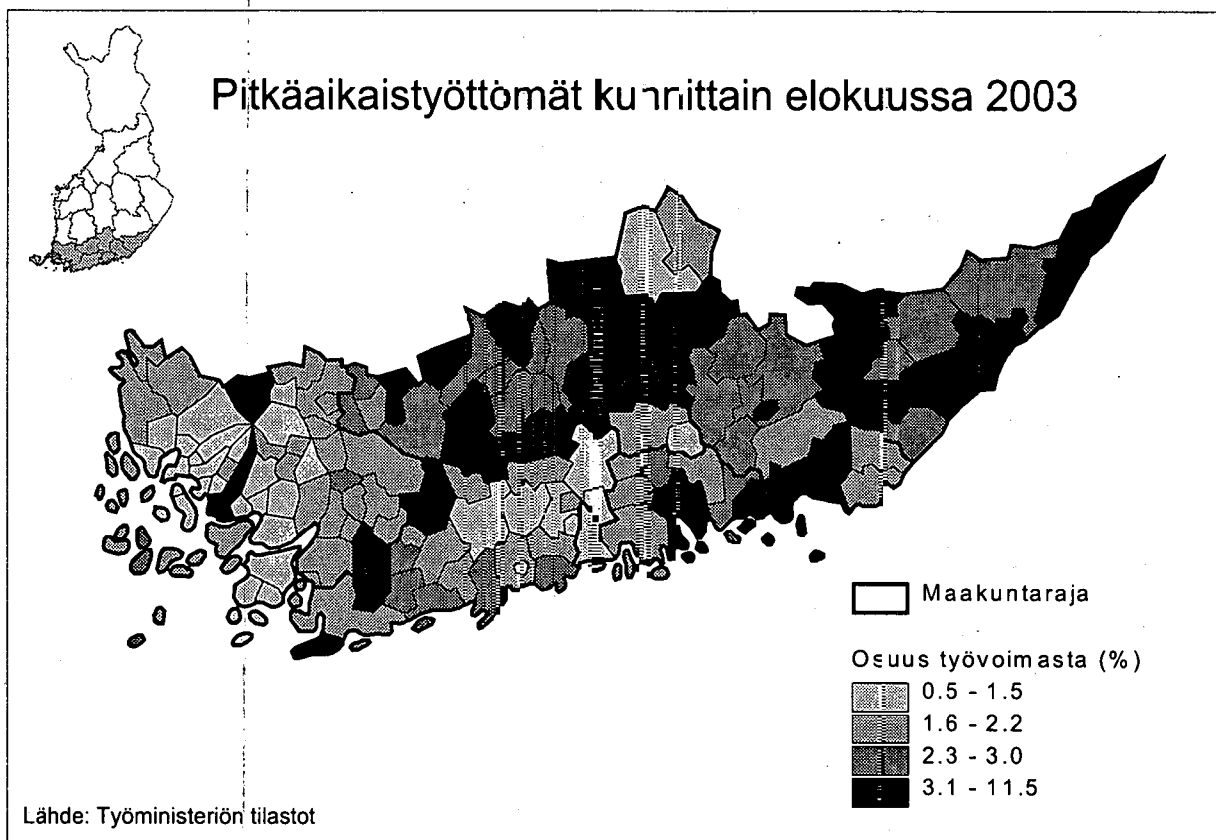 Pitkäaikaistyöttömät kunnittain elokuussa 2003
Maakuntaraja
Osuus työvoimasta (%)
0.5 - 1.5
1.6 - 2.2
2.3 - 3.0
3.1 - 11.5
Lähde: Työministeriön tilastot